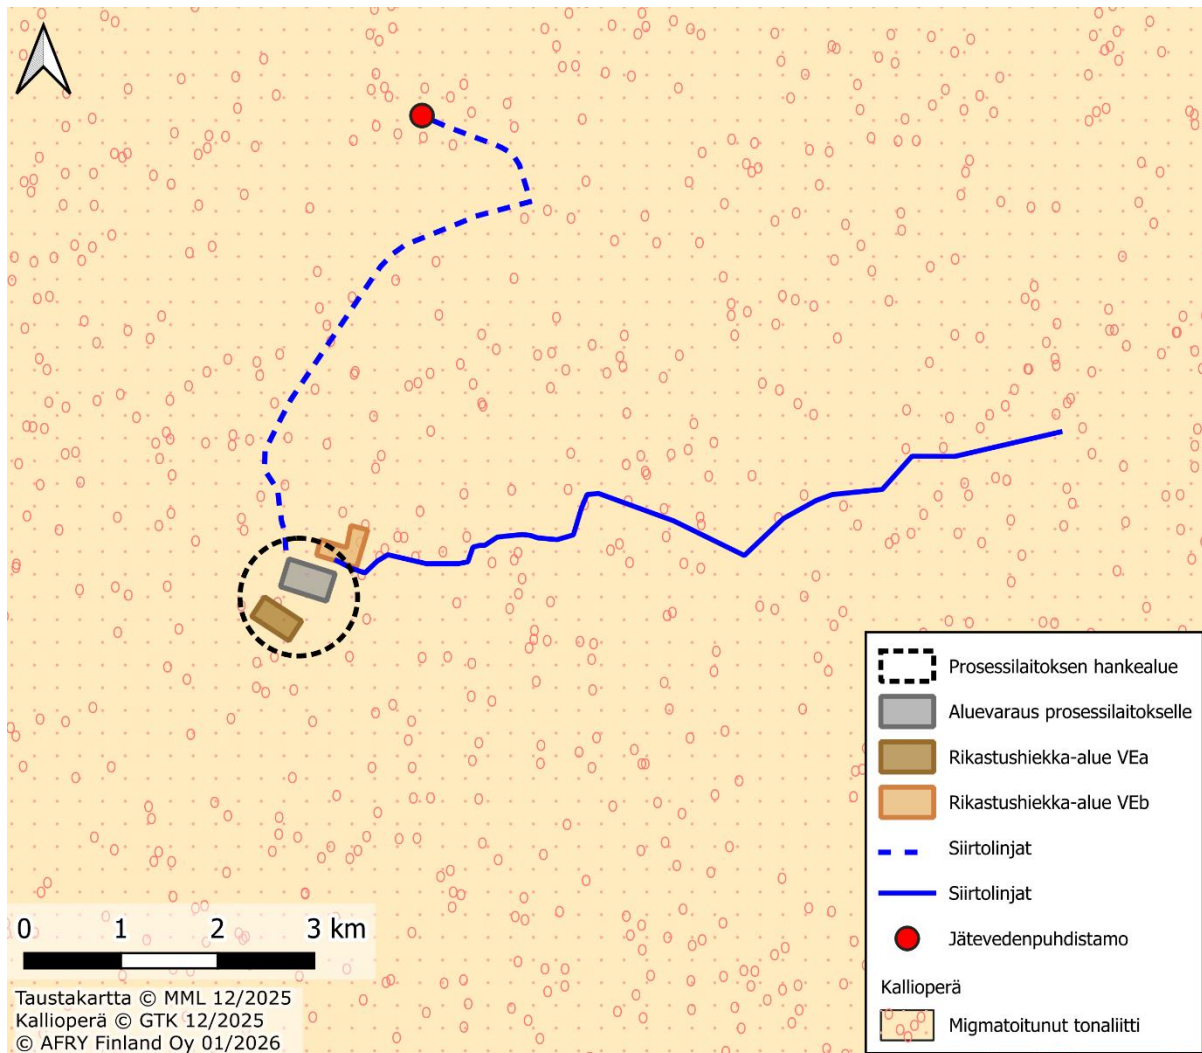 Prosessilaitoksen hankealue
Aluevaraus prosessilaitokselle
Rikastushiekka-alue VEa
Rikastushiekka-alue VEb
Siirtolinjat
Siirtolinjat
Jätevedenpuhdistamo
Kallioperä
Migmatoitunut tonaliitti
0 1 2 3 km
Taustakartta © MML 12/2025
Kallioperä © GTK 12/2025
© AFRY Finland Oy 01/2026